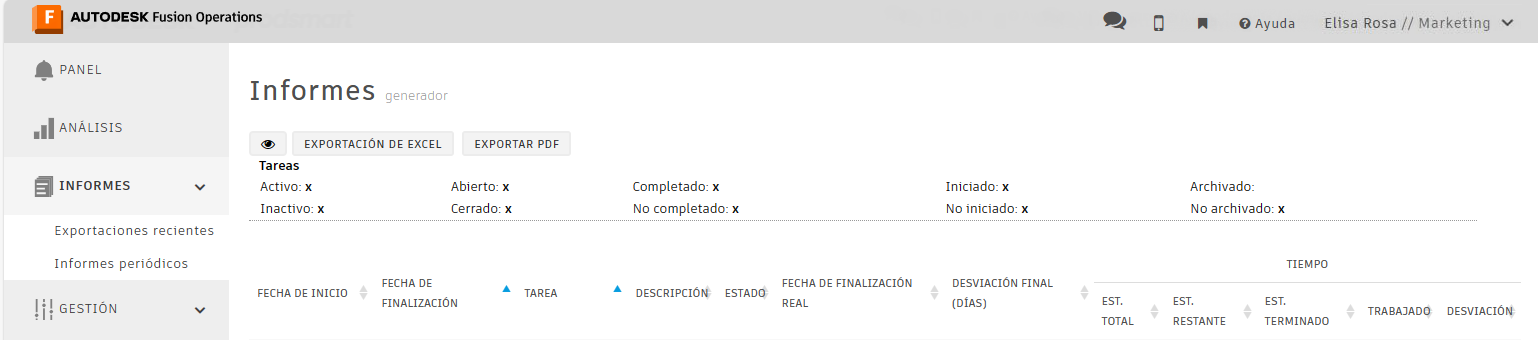 F AUTODESK Fusion Operations
Ayuda Elisa Rosa // Marketing
PANEL
ANÁLISIS
INFORMES
Exportaciones recientes
Informes periódicos
GESTIÓN
Informes generador
EXPORTACIÓN DE EXCEL EXPORTAR PDF
Tareas
Activo: x Abierto: x Completado: x Iniciado: x Archivado:
Inactivo: x Cerrado: x No completado: x No iniciado: x No archivado: x
TIEMPO
FECHA DE INICIO
FECHA DE
FINALIZACIÓN
TAREA
DESCRIPCIÓN
ESTADO
FECHA DE FINALIZACIÓN
REAL
DESVIACIÓN FINAL
(DÍAS)
EST.
TOTAL
EST.
RESTANTE
EST.
TERMINADO
TRABAJADO
DESVIACIÓN